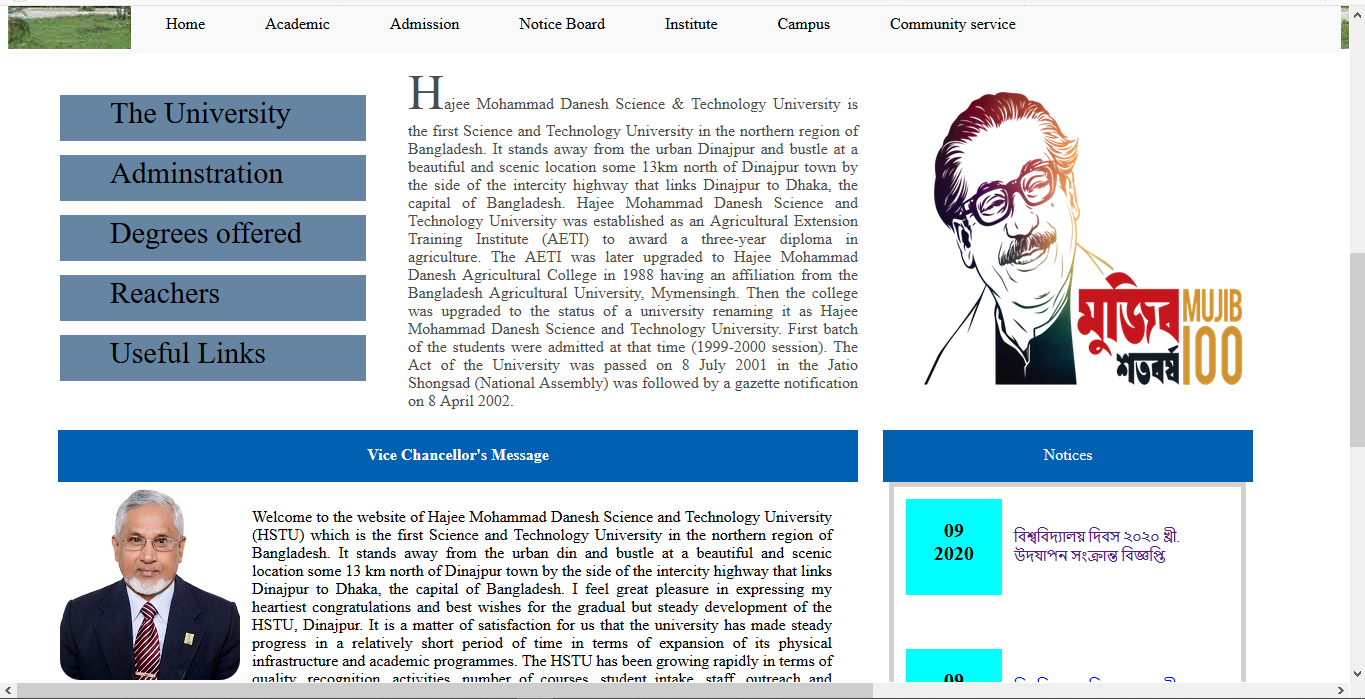 Home Academic Admission Notice Board Institute Campus Community service
The University
Adminstration
Degrees offered
Reachers
Useful Links
Hajee Mohammad Danesh Science & Technology University is
the first Science and Technology University in the northern region of
Bangladesh. It stands away from the urban Dinajpur and bustle at a
beautiful and scenic location some 13km north of Dinajpur town by
the side of the intercity highway that links Dinajpur to Dhaka, the
capital of Bangladesh. Hajee Mohammad Danesh Science and
Technology University was established as an Agricultural Extension
Training Institute (AETI) to award a three-year diploma in
agriculture. The AETI was later upgraded to Hajee Mohammad
Danesh Agricultural College in 1988 having an affiliation from the
Bangladesh Agricultural University, Mymensingh. Then the college
was upgraded to the status of a university renaming it as Hajee
Mohammad Danesh Science and Technology University. First batch
of the students were admitted at that time (1999-2000 session). The
Act of the University was passed on 8 July 2001 in the Jatio
Shongsad (National Assembly) was followed by a gazette notification
on 8 April 2002.
মুজিব
শতবর্ষ
MUJIB
100
Vice Chancellor's Message
Welcome to the website of Hajee Mohammad Danesh Science and Technology University
(HSTU) which is the first Science and Technology University in the northern region of
Bangladesh. It stands away from the urban din and bustle at a beautiful and scenic
location some 13 km north of Dinajpur town by the side of the intercity highway that links
Dinajpur to Dhaka, the capital of Bangladesh. I feel great pleasure in expressing my
heartiest congratulations and best wishes for the gradual but steady development of the
HSTU, Dinajpur. It is a matter of satisfaction for us that the university has made steady
progress in a relatively short period of time in terms of expansion of its physical
infrastructure and academic programmes. The HSTU has been growing rapidly in terms of
quality, recognition, activities, number of courses, student intake, staff, outreach and
Notices
09
2020
বিশ্ববিদ্যালয় দিবস ২০২০ খ্রী.
উদযাপন সংক্রান্ত বিজ্ঞপ্তি
09